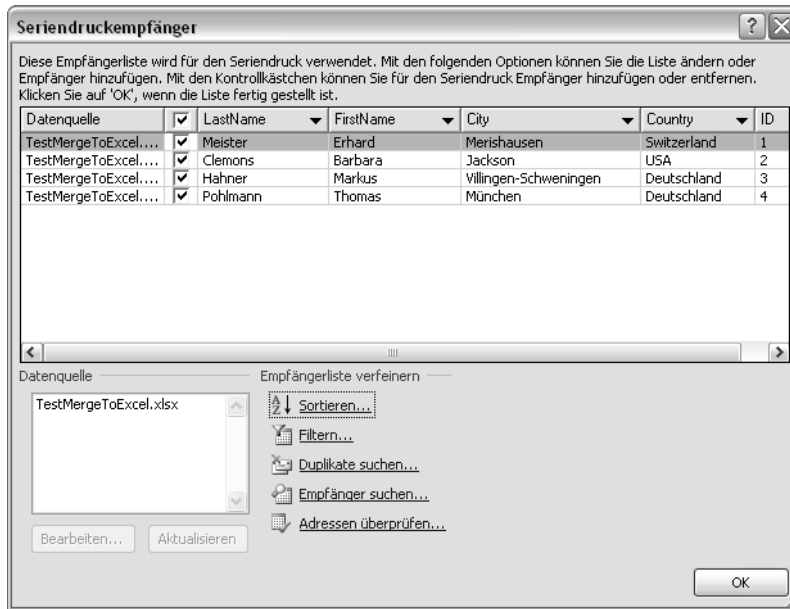 Seriendruckempfänger
Diese Empfängerliste wird für den Seriendruck verwendet. Mit den folgenden Optionen können Sie die Liste ändern oder
Empfänger hinzufügen. Mit den Kontrollkästchen können Sie für den Seriendruck Empfänger hinzufügen oder entfernen.
Klicken Sie auf 'OK', wenn die Liste fertig gestellt ist.
Datenquelle LastName FirstName City Country ID
TestMergeToExcel.... Meister Erhard Merishausen Switzerland 1
TestMergeToExcel.... Clemons Barbara Jackson USA 2
TestMergeToExcel.... Hahner Markus Villingen-Schweningen Deutschland 3
TestMergeToExcel.... Pohlmann Thomas München Deutschland 4
Datenquelle
TestMergeToExcel.xlsx
Bearbeiten... Aktualisieren
Empfängerliste verfeinern
Sortieren...
Filtern...
Duplikate suchen...
Empfänger suchen...
Adressen überprüfen...
OK